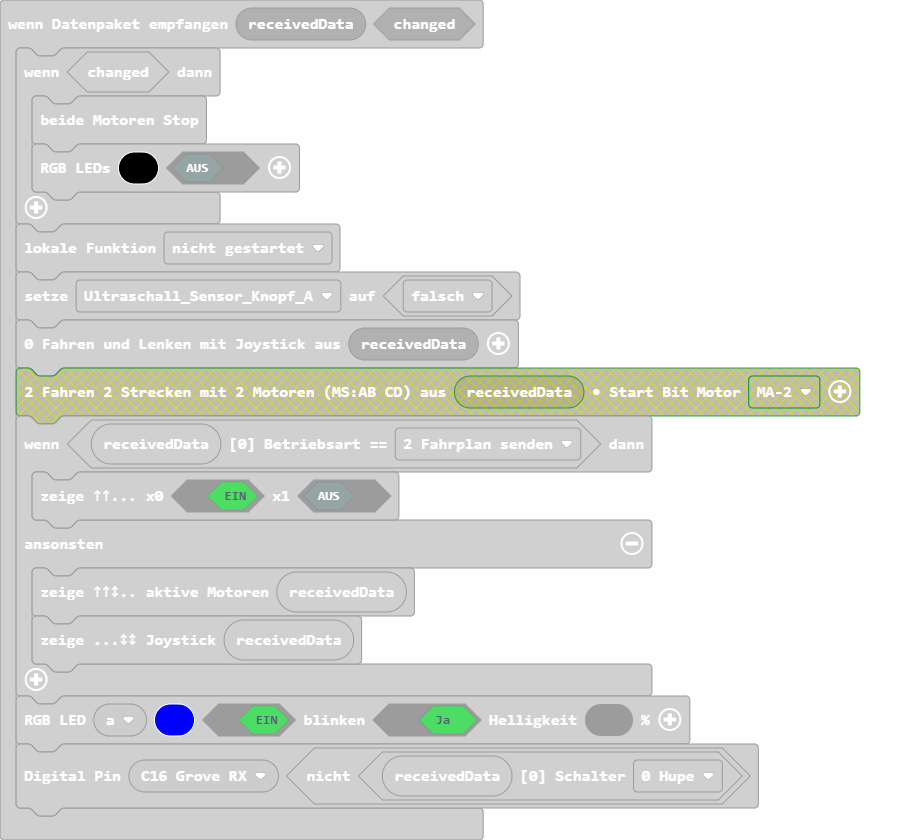 wenn Datenpaket empfangen receivedData changed
wenn changed dann
beide Motoren Stop
RGB LEDs AUS
lokale Funktion nicht gestartet
setze Ultraschall_Sensor_Knopf_A auf falsch
0 Fahren und Lenken mit Joystick aus receivedData
2 Fahren 2 Strecken mit 2 Motoren (MS:AB CD) aus receivedData • Start Bit Motor MA-2
wenn receivedData [0] Betriebsart == 2 Fahrplan senden dann
zeige ↑↑... x0 EIN x1 AUS
ansonsten
zeige ↑↑↕.. aktive Motoren receivedData
zeige ...↕↕ Joystick receivedData
RGB LED a EIN blinken Ja Helligkeit %
Digital Pin C16 Grove RX nicht receivedData [0] Schalter 0 Hupe